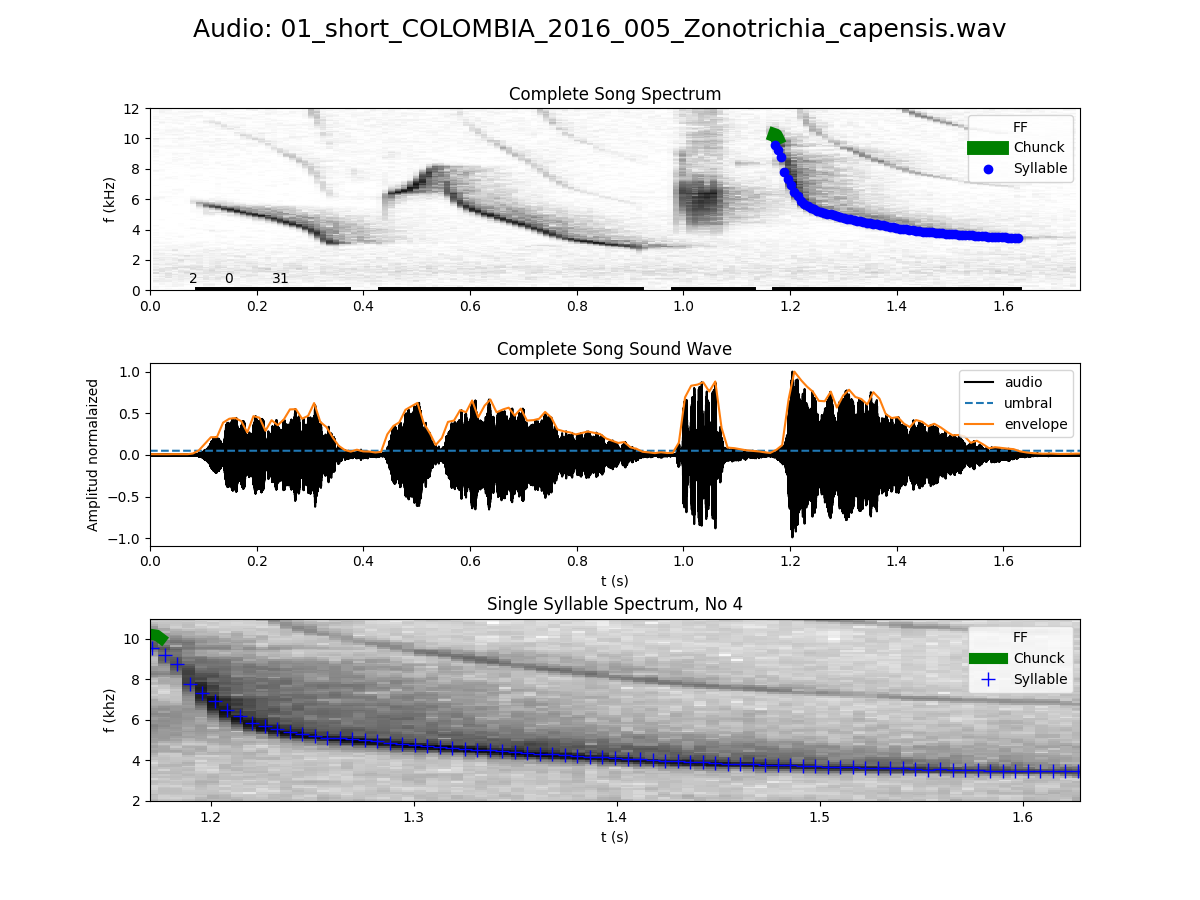 Audio: 01_short_COLOMBIA_2016_005_Zonotrichia_capensis.wav
Complete Song Spectrum
f (kHz)
12
10
8
6
4
2
0
FF
Chunck
Syllable
2 0 31
0.0 0.2 0.4 0.6 0.8 1.0 1.2 1.4 1.6
Complete Song Sound Wave
Amplitud normalaized
1.0
0.5
0.0
−0.5
−1.0
audio
umbral
envelope
0.0 0.2 0.4 0.6 0.8 1.0 1.2 1.4 1.6
t (s)
Single Syllable Spectrum, No 4
f (khz)
10
8
6
4
2
FF
Chunck
Syllable
1.2 1.3 1.4 1.5 1.6
t (s)